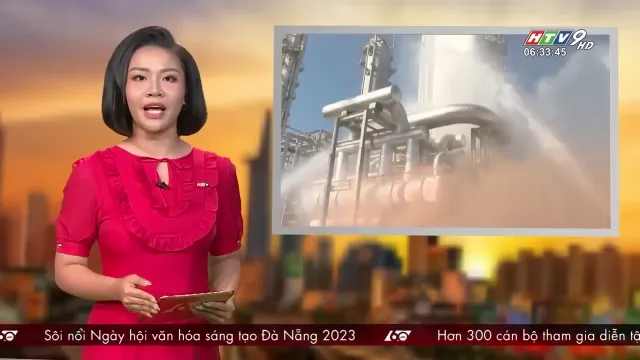 HTV9 HD
06:33:45
Sôi nổi Ngày hội văn hóa sáng tạo Đà Nẵng 2023
60
Hơn 300 cán bộ tham gia diễn tậ